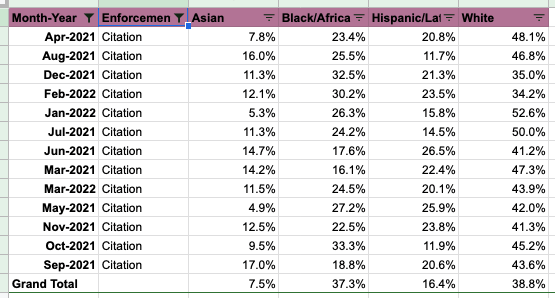 Month-Year Enforcemen Asian Black/Africa Hispanic/Lat White
Apr-2021 Citation 7.8% 23.4% 20.8% 48.1%
Aug-2021 Citation 16.0% 25.5% 11.7% 46.8%
Dec-2021 Citation 11.3% 32.5% 21.3% 35.0%
Feb-2022 Citation 12.1% 30.2% 23.5% 34.2%
Jan-2022 Citation 5.3% 26.3% 15.8% 52.6%
Jul-2021 Citation 11.3% 24.2% 14.5% 50.0%
Jun-2021 Citation 14.7% 17.6% 26.5% 41.2%
Mar-2021 Citation 14.2% 16.1% 22.4% 47.3%
Mar-2022 Citation 11.5% 24.5% 20.1% 43.9%
May-2021 Citation 4.9% 27.2% 25.9% 42.0%
Nov-2021 Citation 12.5% 22.5% 23.8% 41.3%
Oct-2021 Citation 9.5% 33.3% 11.9% 45.2%
Sep-2021 Citation 17.0% 18.8% 20.6% 43.6%
Grand Total 7.5% 37.3% 16.4% 38.8%